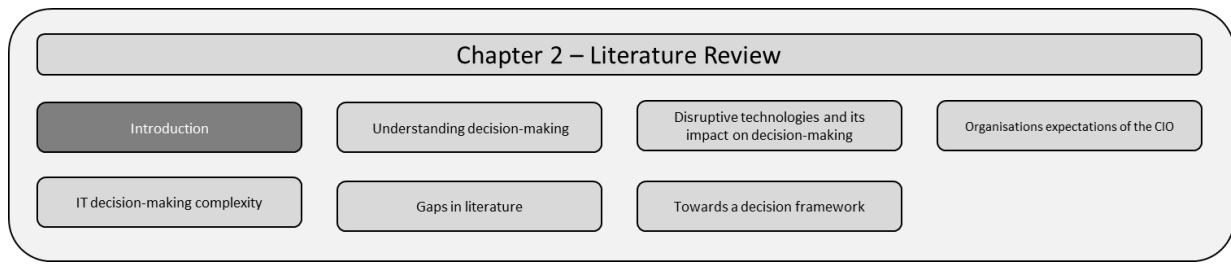 Chapter 2 – Literature Review
Introduction
Understanding decision-making
Disruptive technologies and its
impact on decision-making
Organisations expectations of the CIO
IT decision-making complexity
Gaps in literature
Towards a decision framework